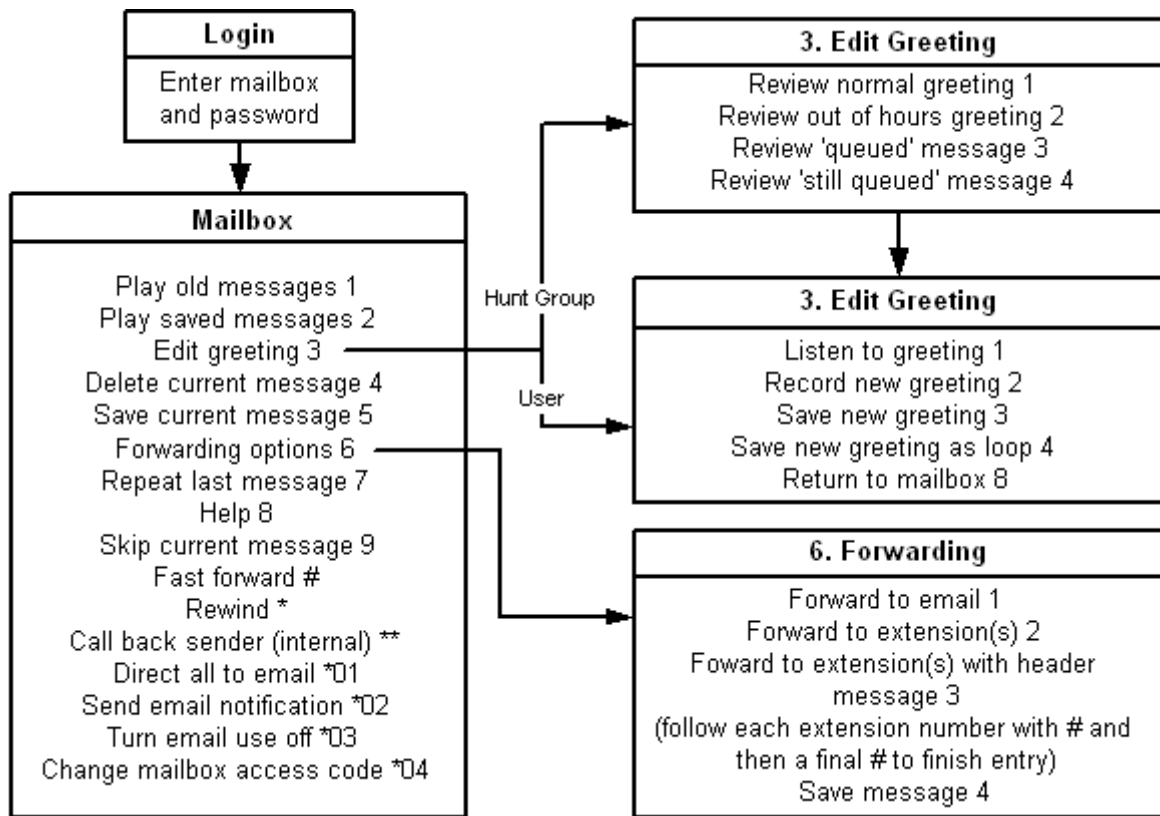 Login
Enter mailbox
and password
Mailbox
Play old messages 1
Play saved messages 2
Edit greeting 3
Delete current message 4
Save current message 5
Forwarding options 6
Repeat last message 7
Help 8
Skip current message 9
Fast forward #
Rewind *
Call back sender (internal) **
Direct all to email *01
Send email notification *02
Turn email use off *03
Change mailbox access code *04
Hunt Group
User
3. Edit Greeting
Review normal greeting 1
Review out of hours greeting 2
Review 'queued' message 3
Review 'still queued' message 4
3. Edit Greeting
Listen to greeting 1
Record new greeting 2
Save new greeting 3
Save new greeting as loop 4
Return to mailbox 8
6. Forwarding
Forward to email 1
Forward to extension(s) 2
Foward to extension(s) with header
message 3
(follow each extension number with # and
then a final # to finish entry)
Save message 4